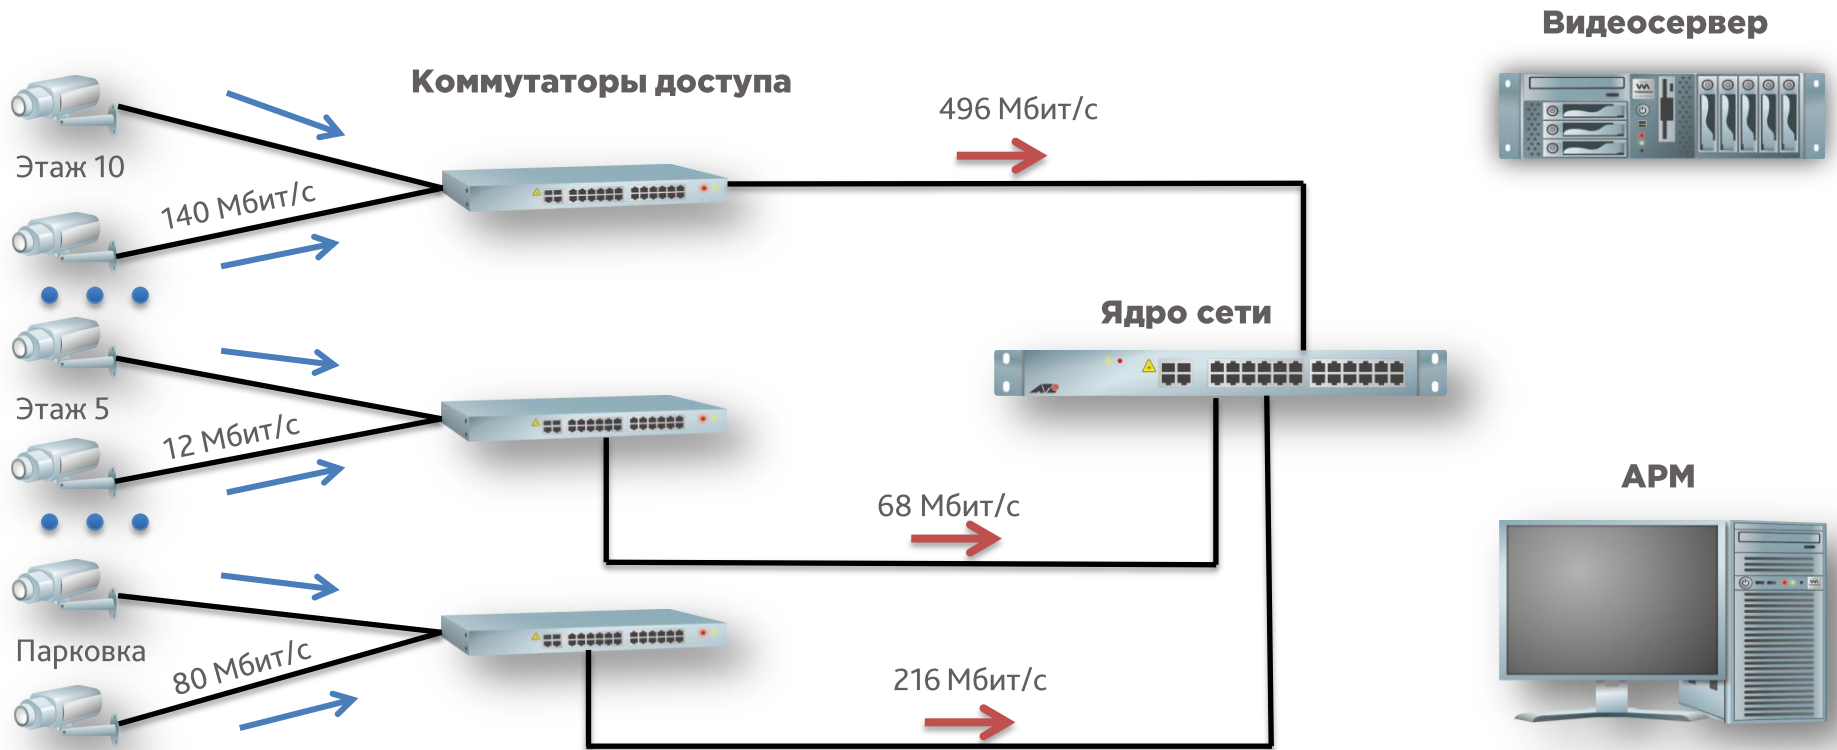 Видеосервер
Коммутаторы доступа
496 Мбит/с
Этаж 10
140 Мбит/с
Ядро сети
Этаж 5
12 Мбит/с
АРМ
68 Мбит/с
Парковка
80 Мбит/с
216 Мбит/с